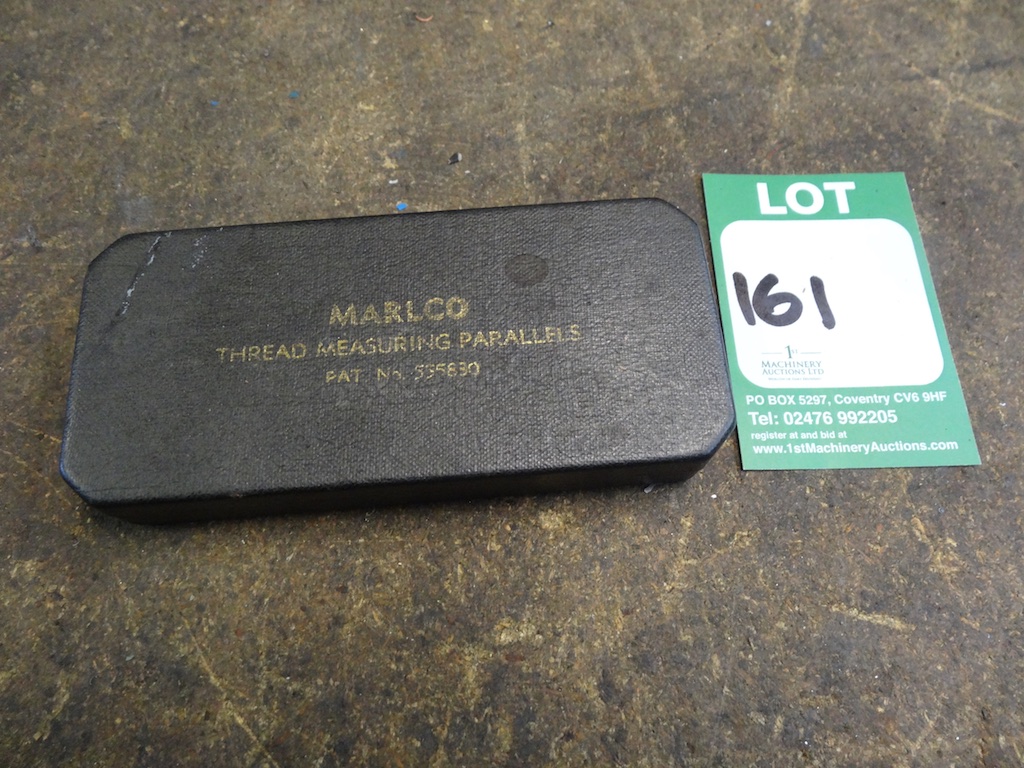 MARLCO
THREAD MEASURING PARALLELS
PAT. No. 535830
LOT
161
1st
MACHINERY
AUCTIONS LTD
PO BOX 5297, Coventry CV6 9HF
Tel: 02476 992205
register at and bid at
www.1stMachineryAuctions.com